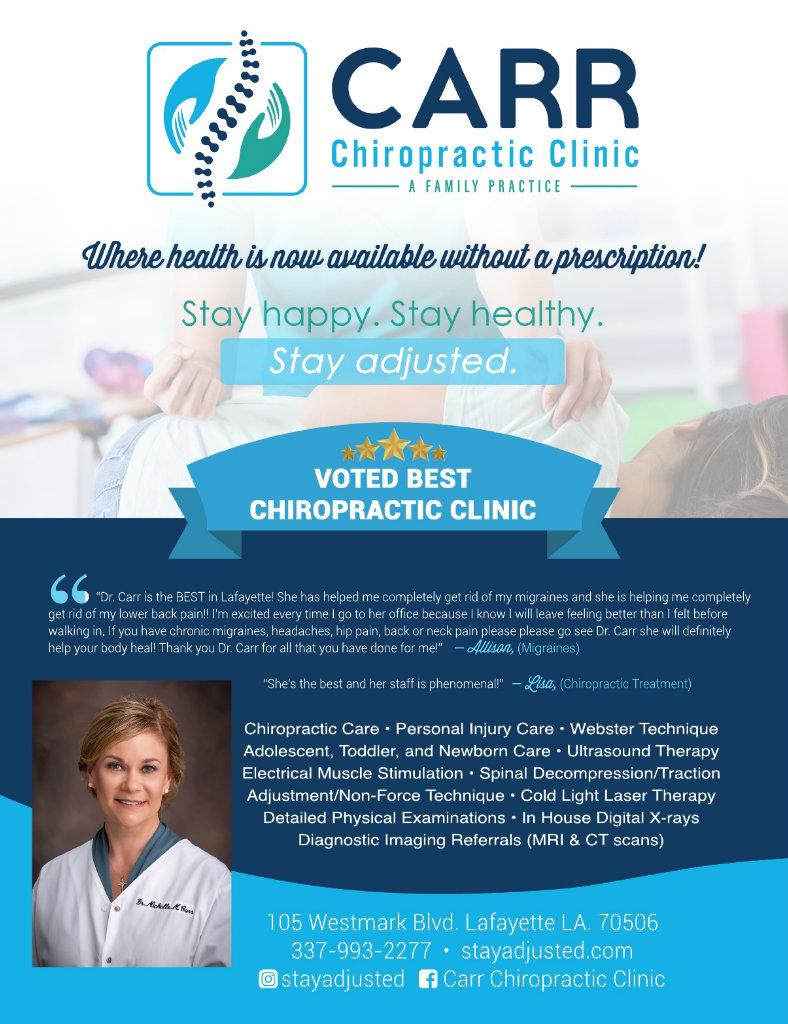 CARR
Chiropractic Clinic
A FAMILY PRACTICE
Where health is now available without a prescription!
Stay happy. Stay healthy.
Stay adjusted.
VOTED BEST
CHIROPRACTIC CLINIC
“Dr. Carr is the BEST in Lafayette! She has helped me completely get rid of my migraines and she is helping me completely
get rid of my lower back pain!! I'm excited every time I go to her office because I know I will leave feeling better than I felt before
walking in. If you have chronic migraines, headaches, hip pain, back or neck pain please please go see Dr. Carr she will definitely
help your body heal! Thank you Dr. Carr for all that you have done for me!” – Allison, (Migraines)
“She's the best and her staff is phenomenal!” – Lisa, (Chiropractic Treatment)
Chiropractic Care • Personal Injury Care • Webster Technique
Adolescent, Toddler, and Newborn Care • Ultrasound Therapy
Electrical Muscle Stimulation • Spinal Decompression/Traction
Adjustment/Non-Force Technique • Cold Light Laser Therapy
Detailed Physical Examinations • In House Digital X-rays
Diagnostic Imaging Referrals (MRI & CT scans)
Dr. Michelle M.
105 Westmark Blvd. Lafayette LA. 70506
337-993-2277 • stayadjusted.com
stayadjusted Carr Chiropractic Clinic